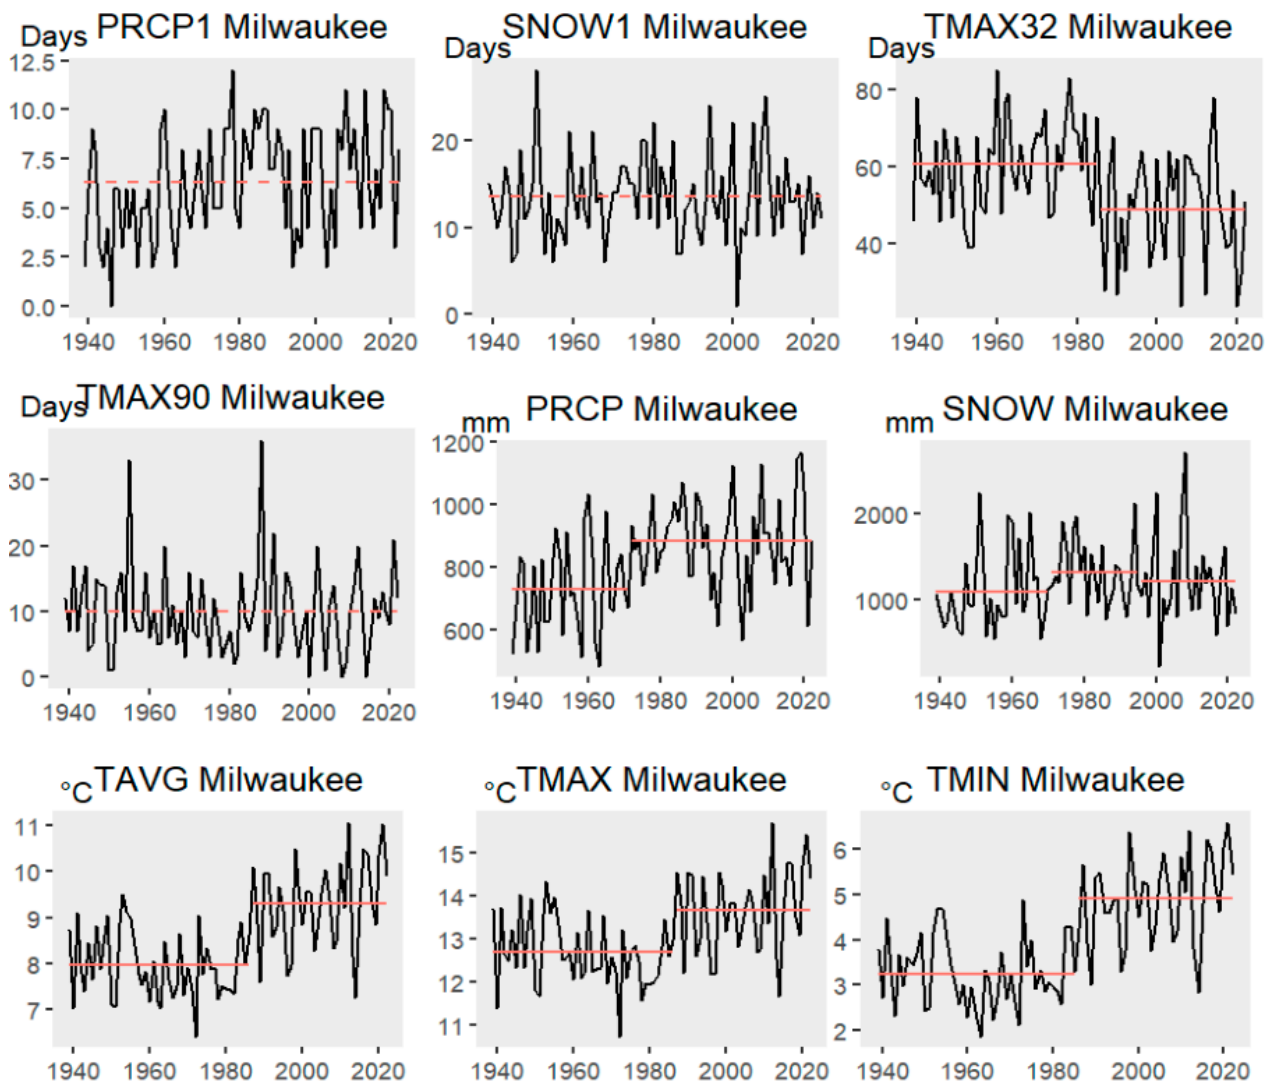 Days PRCP1 Milwaukee
12.5
10.0
7.5
5.0
2.5
0.0
1940 1960 1980 2000 2020
Days SNOW1 Milwaukee
20
10
0
1940 1960 1980 2000 2020
Days TMAX32 Milwaukee
80
60
40
1940 1960 1980 2000 2020
Days TMAX90 Milwaukee
30
20
10
0
1940 1960 1980 2000 2020
mm PRCP Milwaukee
1200
1000
800
600
1940 1960 1980 2000 2020
mm SNOW Milwaukee
2000
1000
1940 1960 1980 2000 2020
°C TAVG Milwaukee
11
10
9
8
7
1940 1960 1980 2000 2020
°C TMAX Milwaukee
15
14
13
12
11
1940 1960 1980 2000 2020
°C TMIN Milwaukee
6
5
4
3
2
1940 1960 1980 2000 2020